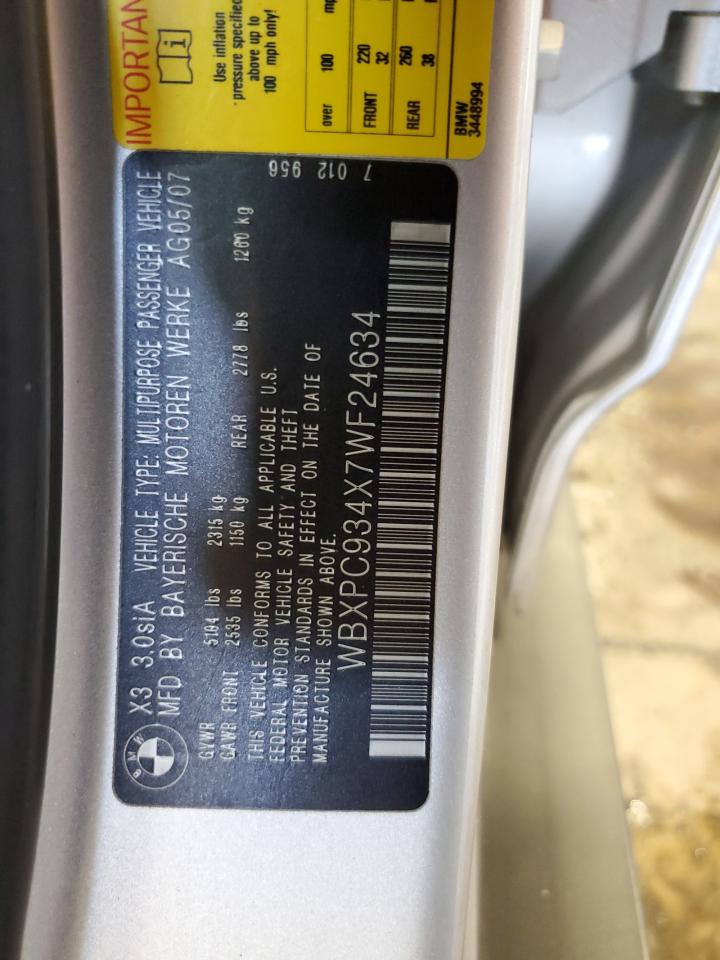 IMPORTAN
Use inflation
pressure specified
above up to
100 mph only!
over 100 mp
FRONT 220 32
REAR 260 38
BMW
3448994
7 012 956
BMW
X3 3.0siA VEHICLE TYPE: MULTIPURPOSE PASSENGER VEHICLE
MFD BY BAYERISCHE MOTOREN WERKE AG05/07
GVWR 5104 lbs 2315 kg
GAWR FRONT 2535 lbs 1150 kg REAR 2778 lbs 1260 kg
THIS VEHICLE CONFORMS TO ALL APPLICABLE U.S.
FEDERAL MOTOR VEHICLE SAFETY AND THEFT
PREVENTION STANDARDS IN EFFECT ON THE DATE OF
MANUFACTURE SHOWN ABOVE.
WBXPC934X7WF24634